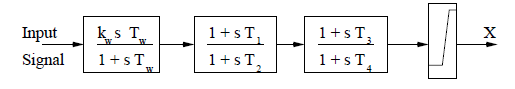 Input
Signal
k_w s T_w
1 + s T_w
1 + s T_1
1 + s T_2
1 + s T_3
1 + s T_4
X